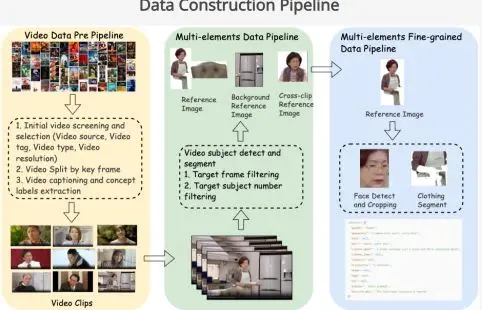 Data Construction Pipeline
Video Data Pre Pipeline
1. Initial video screening and
selection (Video source, Video
tag, Video type, Video
resolution)
2. Video Split by key frame
3. Video captioning and concept
labels extraction
Video Clips
Multi-elements Data Pipeline
Reference
Image
Background
Reference
Image
Cross-clip
Reference
Image
Video subject detect and
segment
1. Target frame filtering
2. Target subject number
filtering
Multi-elements Fine-grained
Data Pipeline
Reference Image
Face Detect
and Cropping
Clothing
Segment